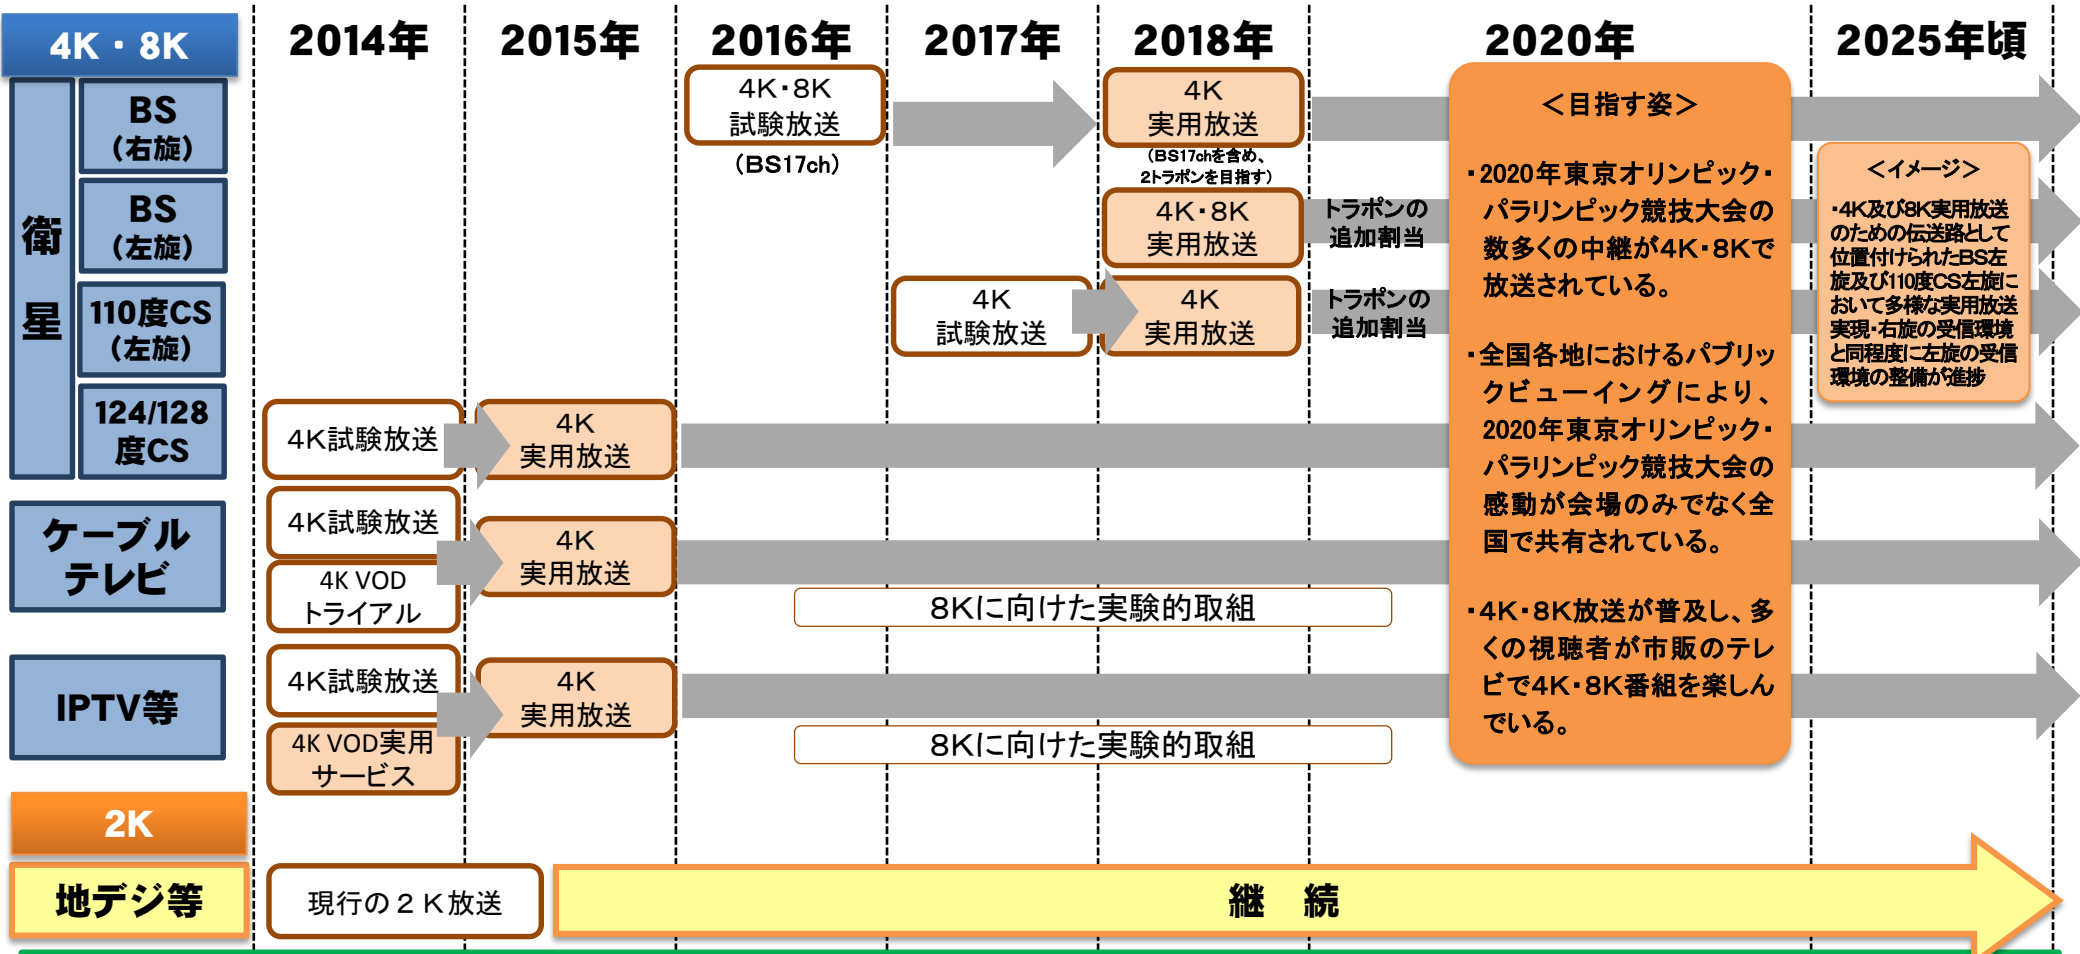 4K・8K
2014年
2015年
2016年
2017年
2018年
2020年
2025年頃
衛星
BS
（右旋）
4K・8K
試験放送
（BS17ch）
4K
実用放送
（BS17chを含め、
2トラポンを目指す）
BS
（左旋）
4K・8K
実用放送
トラポンの
追加割当
110度CS
（左旋）
4K
試験放送
4K
実用放送
トラポンの
追加割当
124/128
度CS
4K試験放送
4K
実用放送
ケーブル
テレビ
4K試験放送
4K VOD
トライアル
4K
実用放送
8Kに向けた実験的取組
IPTV等
4K試験放送
4K VOD実用
サービス
4K
実用放送
8Kに向けた実験的取組
＜目指す姿＞
・2020年東京オリンピック・
パラリンピック競技大会の
数多くの中継が4K・8Kで
放送されている。
・全国各地におけるパブリッ
クビューイングにより、
2020年東京オリンピック・
パラリンピック競技大会の
感動が会場のみでなく全
国で共有されている。
・4K・8K放送が普及し、多
くの視聴者が市販のテレ
ビで4K・8K番組を楽しん
でいる。
＜イメージ＞
・4K及び8K実用放送
のための伝送路として
位置付けられたBS左
旋及び110度CS左旋に
おいて多様な実用放送
実現・右旋の受信環境
と同程度に左旋の受信
環境の整備が進捗
2K
地デジ等
現行の２Ｋ放送
継　続